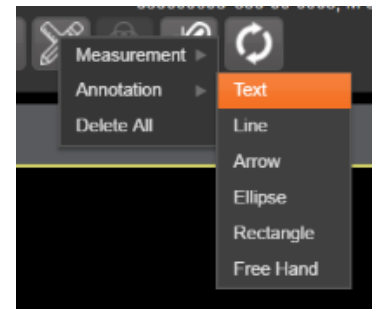 Measurement
Annotation
Delete All
Text
Line
Arrow
Ellipse
Rectangle
Free Hand